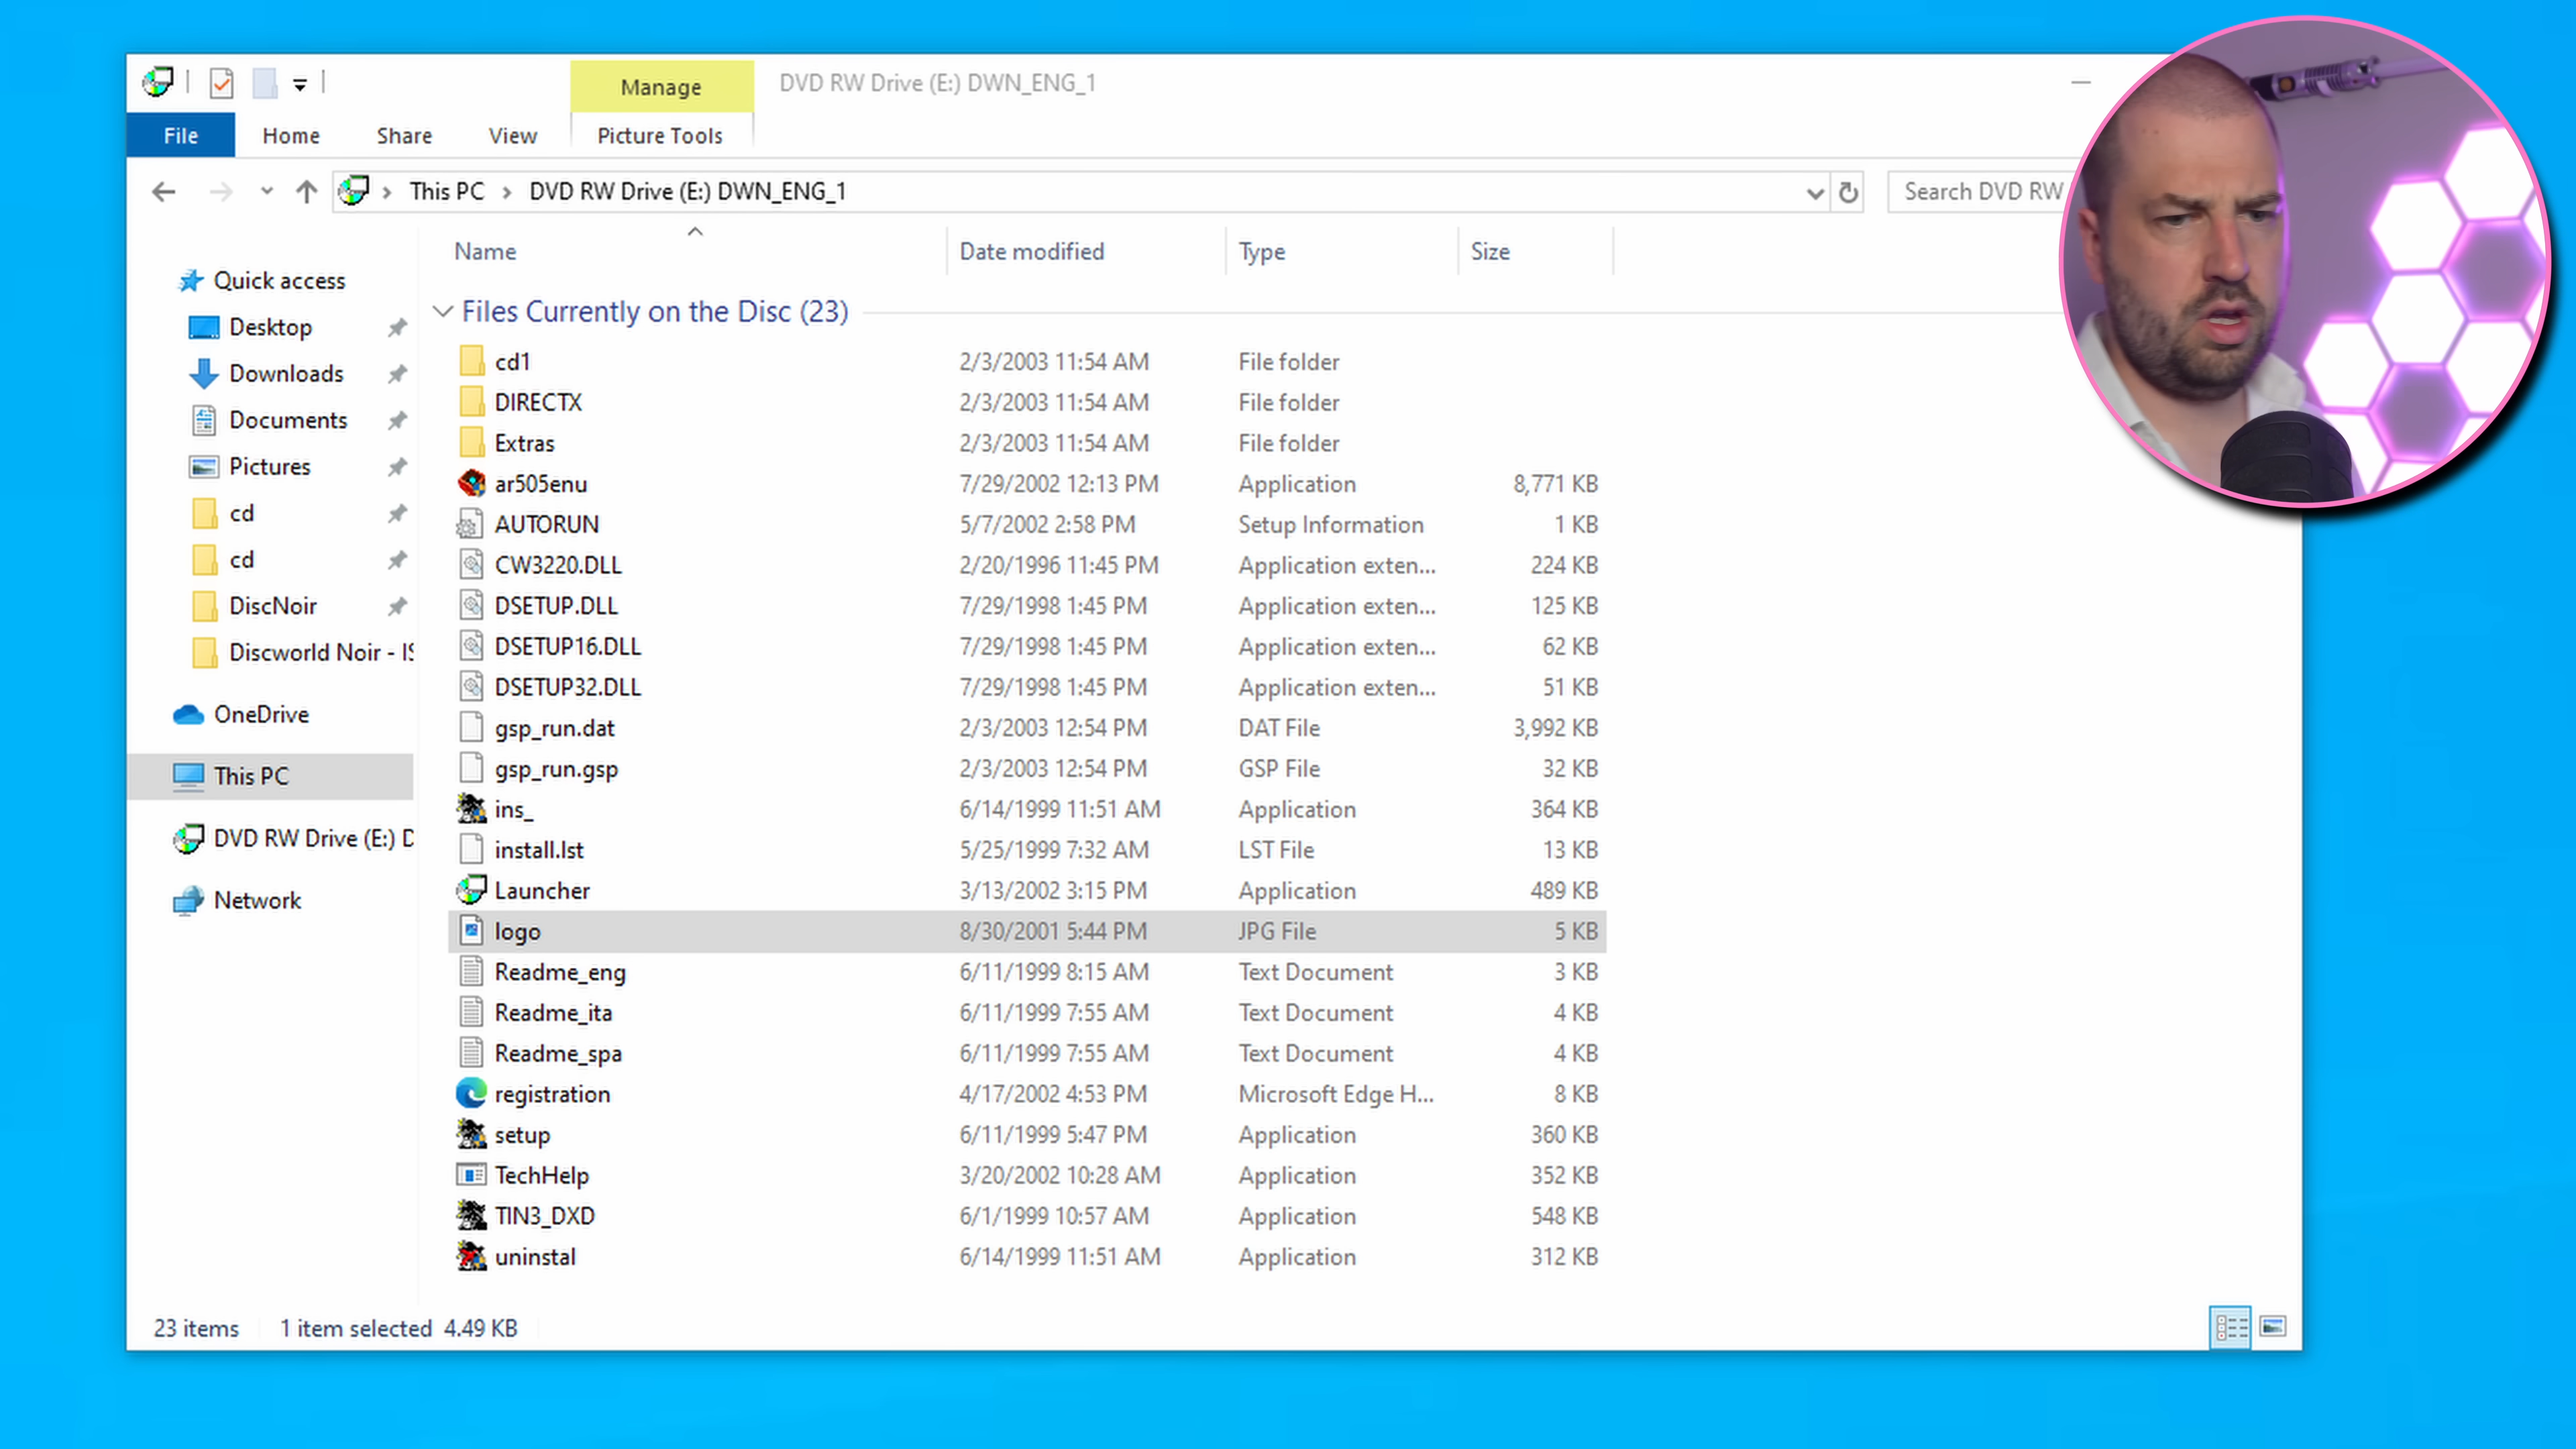 Manage
DVD RW Drive (E:) DWN_ENG_1
File
Home
Share
View
Picture Tools
This PC
DVD RW Drive (E:) DWN_ENG_1
Search DVD RW
Name
Date modified
Type
Size
Quick access
Desktop
Downloads
Documents
Pictures
cd
cd
DiscNoir
Discworld Noir - IS
OneDrive
This PC
DVD RW Drive (E:) D
Network
Files Currently on the Disc (23)
cd1 2/3/2003 11:54 AM File folder
DIRECTX 2/3/2003 11:54 AM File folder
Extras 2/3/2003 11:54 AM File folder
ar505enu 7/29/2002 12:13 PM Application 8,771 KB
AUTORUN 5/7/2002 2:58 PM Setup Information 1 KB
CW3220.DLL 2/20/1996 11:45 PM Application exten... 224 KB
DSETUP.DLL 7/29/1998 1:45 PM Application exten... 125 KB
DSETUP16.DLL 7/29/1998 1:45 PM Application exten... 62 KB
DSETUP32.DLL 7/29/1998 1:45 PM Application exten... 51 KB
gsp_run.dat 2/3/2003 12:54 PM DAT File 3,992 KB
gsp_run.gsp 2/3/2003 12:54 PM GSP File 32 KB
ins_ 6/14/1999 11:51 AM Application 364 KB
install.lst 5/25/1999 7:32 AM LST File 13 KB
Launcher 3/13/2002 3:15 PM Application 489 KB
logo 8/30/2001 5:44 PM JPG File 5 KB
Readme_eng 6/11/1999 8:15 AM Text Document 3 KB
Readme_ita 6/11/1999 7:55 AM Text Document 4 KB
Readme_spa 6/11/1999 7:55 AM Text Document 4 KB
registration 4/17/2002 4:53 PM Microsoft Edge H... 8 KB
setup 6/11/1999 5:47 PM Application 360 KB
TechHelp 3/20/2002 10:28 AM Application 352 KB
TIN3_DXD 6/1/1999 10:57 AM Application 548 KB
uninstal 6/14/1999 11:51 AM Application 312 KB
23 items
1 item selected 4.49 KB